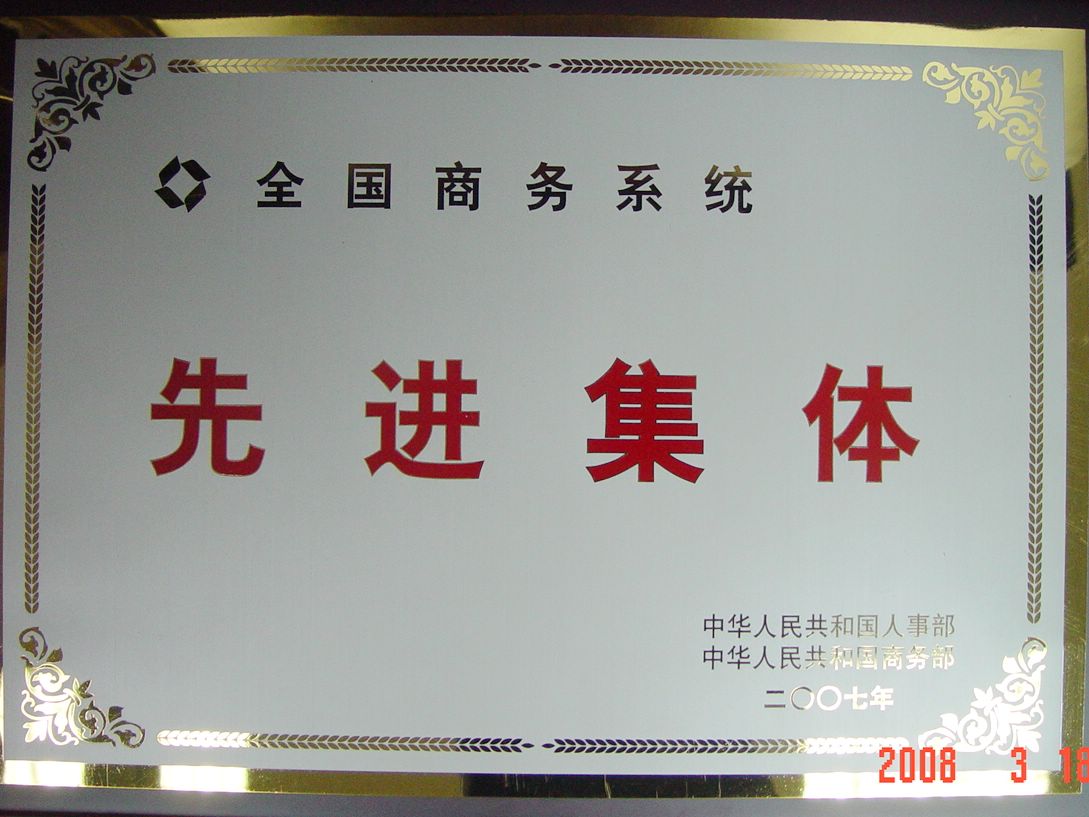 全国商务系统
先进集体
中华人民共和国人事部
中华人民共和国商务部
二〇〇七年
2008 3 18